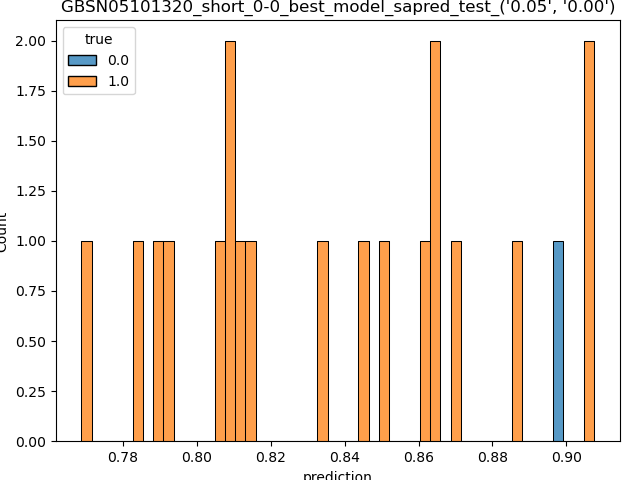 GBSN05101320_short_0-0_best_model_sapred_test_('0.05', '0.00')
true
0.0
1.0
2.00
1.75
1.50
1.25
1.00
0.75
0.50
0.25
0.00
Count
0.78 0.80 0.82 0.84 0.86 0.88 0.90
prediction